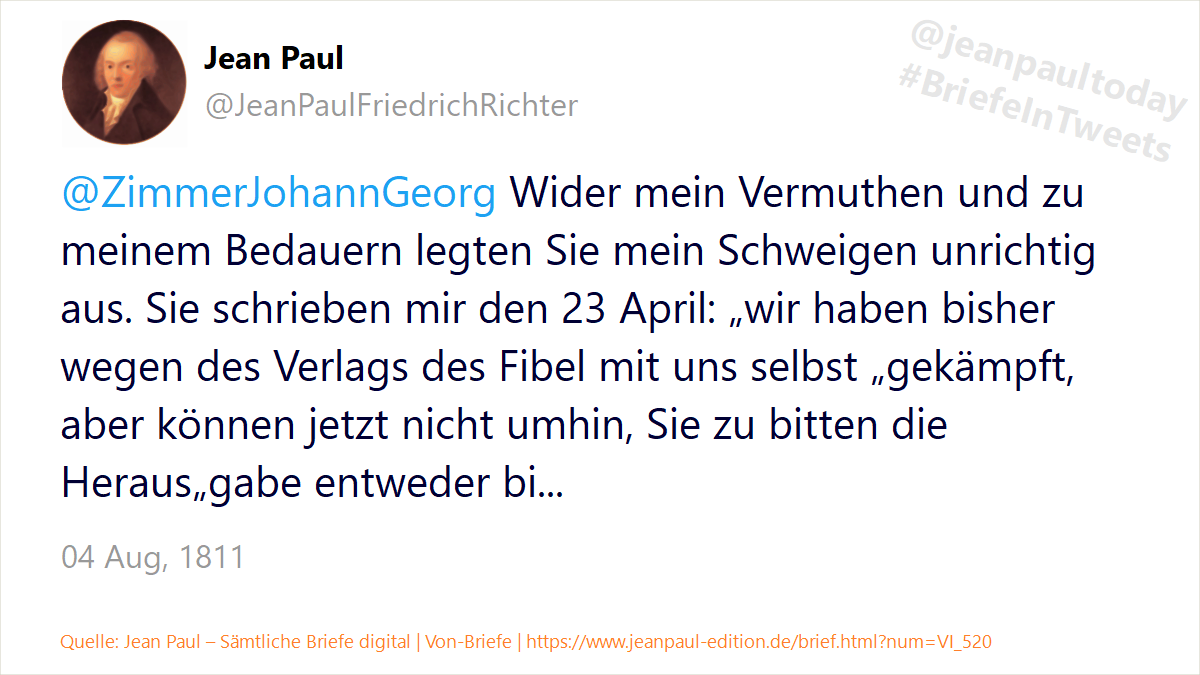 Jean Paul
@JeanPaulFriedrichRichter
@jeanpaultoday
#BriefeInTweets
@ZimmerJohannGeorg Wider mein Vermuthen und zu
meinem Bedauern legten Sie mein Schweigen unrichtig
aus. Sie schrieben mir den 23 April: „wir haben bisher
wegen des Verlags des Fibel mit uns selbst „gekämpft,
aber können jetzt nicht umhin, Sie zu bitten die
Heraus„gabe entweder bi...
04 Aug, 1811
Quelle: Jean Paul – Sämtliche Briefe digital | Von-Briefe | https://www.jeanpaul-edition.de/brief.html?num=VI_520